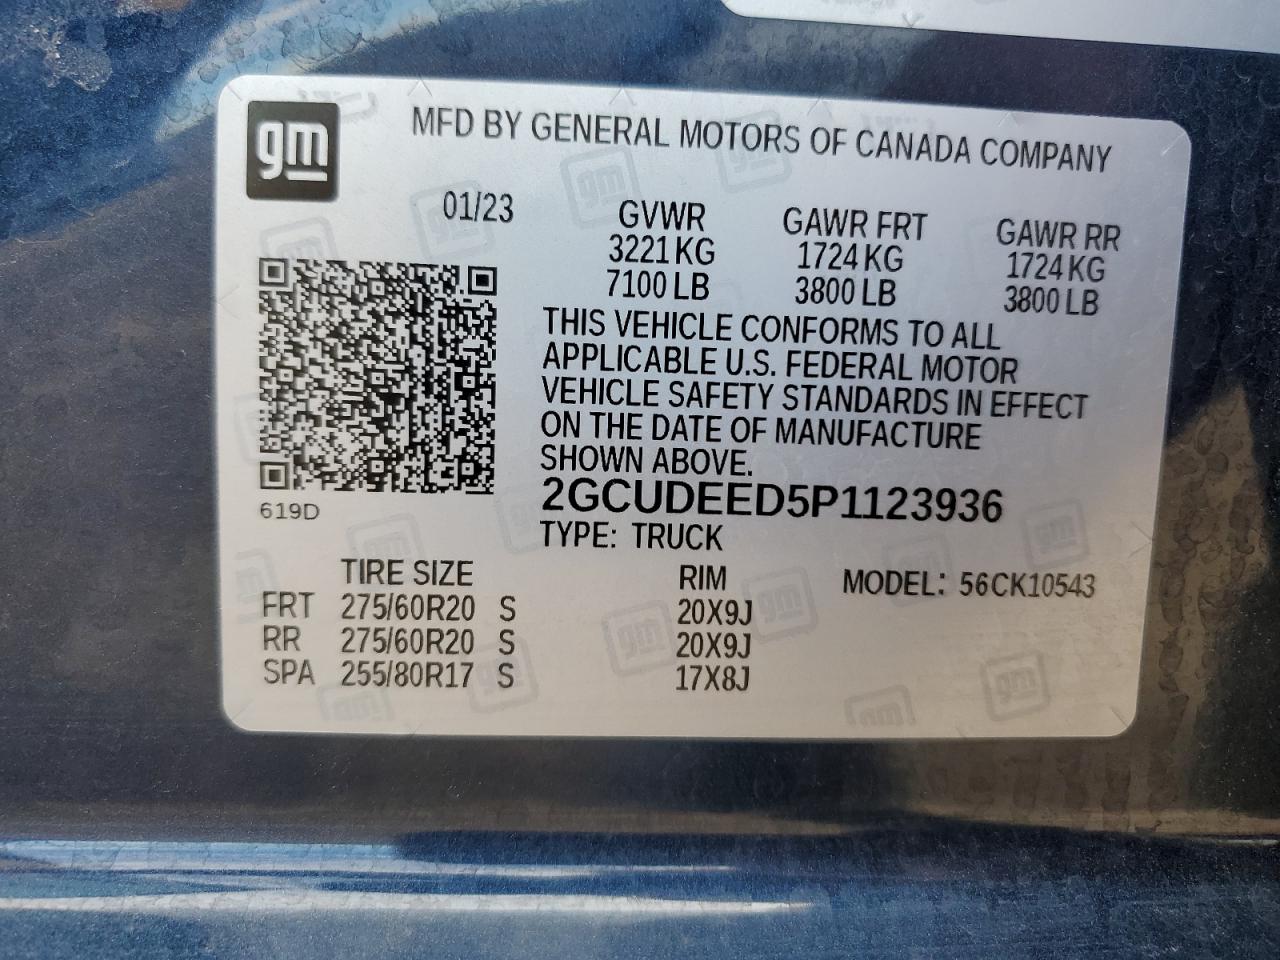 gm
MFD BY GENERAL MOTORS OF CANADA COMPANY
01/23
GVWR GAWR FRT GAWR RR
3221 KG 1724 KG 1724 KG
7100 LB 3800 LB 3800 LB
THIS VEHICLE CONFORMS TO ALL
APPLICABLE U.S. FEDERAL MOTOR
VEHICLE SAFETY STANDARDS IN EFFECT
ON THE DATE OF MANUFACTURE
SHOWN ABOVE.
2GCUDEED5P1123936
619D
TYPE: TRUCK
TIRE SIZE RIM MODEL: 56CK10543
FRT 275/60R20 S 20X9J
RR 275/60R20 S 20X9J
SPA 255/80R17 S 17X8J